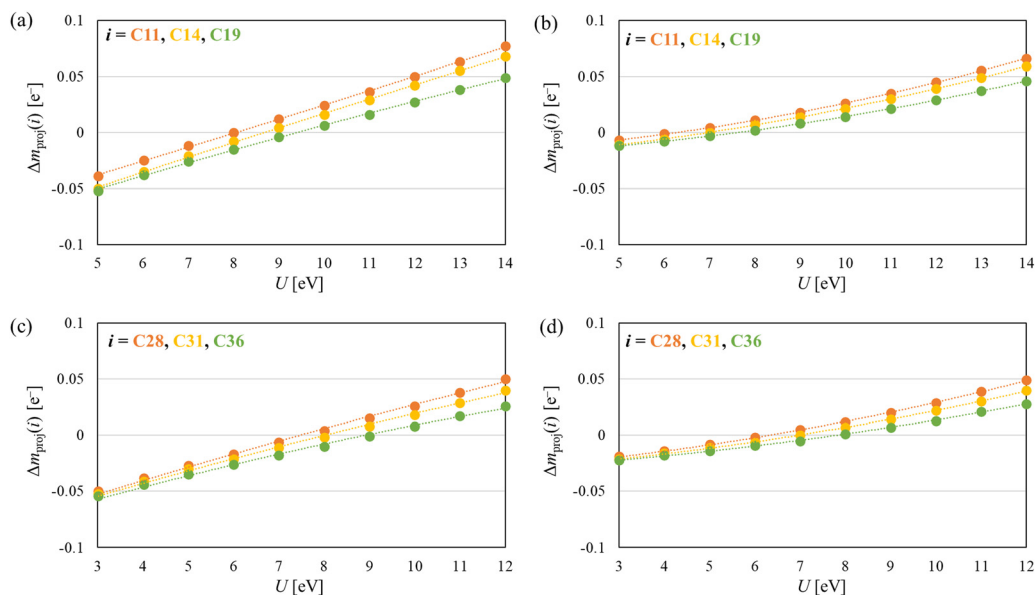 (a)
i = C11, C14, C19
0.1
0.05
0
-0.05
-0.1
Δm_proj(i) [e⁻]
5 6 7 8 9 10 11 12 13 14
U [eV]
(b)
i = C11, C14, C19
0.1
0.05
0
-0.05
-0.1
Δm_proj(i) [e⁻]
5 6 7 8 9 10 11 12 13 14
U [eV]
(c)
i = C28, C31, C36
0.1
0.05
0
-0.05
-0.1
Δm_proj(i) [e⁻]
3 4 5 6 7 8 9 10 11 12
U [eV]
(d)
i = C28, C31, C36
0.1
0.05
0
-0.05
-0.1
Δm_proj(i) [e⁻]
3 4 5 6 7 8 9 10 11 12
U [eV]